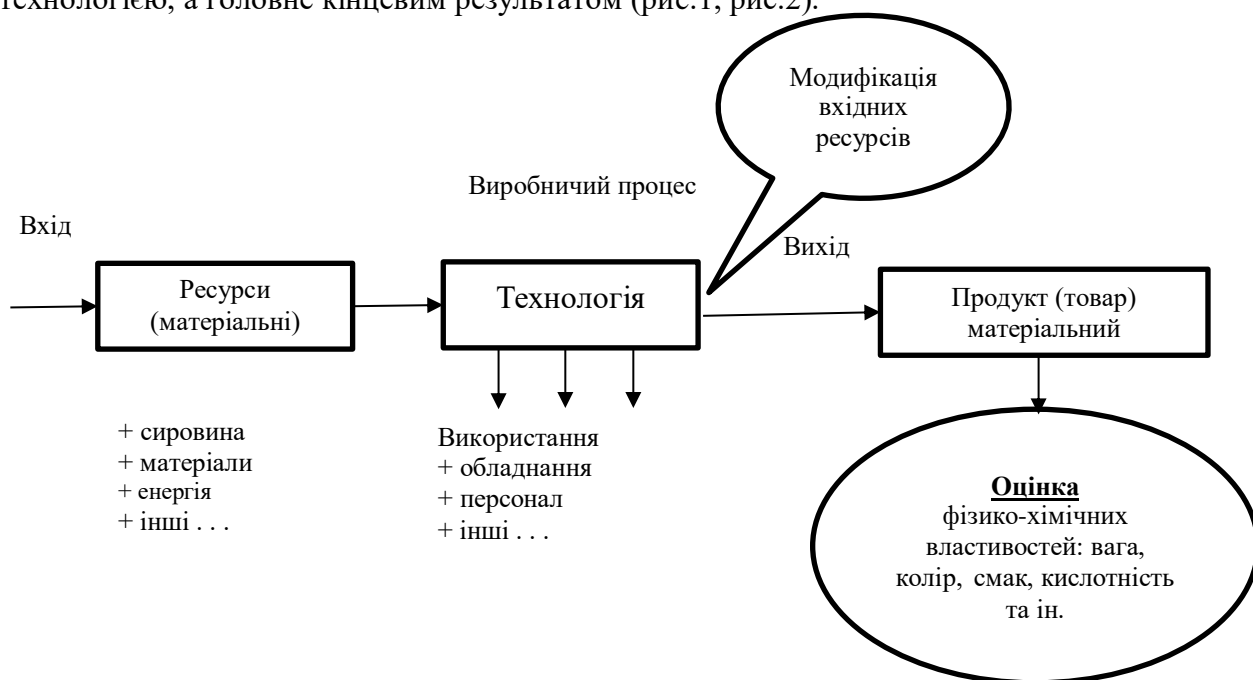 технологією, а головне кінцевим результатом (рис.1, рис.2).
Модифікація
вхідних
ресурсів
Виробничий процес
Вхід
Вихід
Ресурси
(матеріальні)
Технологія
Продукт (товар)
матеріальний
+ сировина
+ матеріали
+ енергія
+ інші . . .
Використання
+ обладнання
+ персонал
+ інші . . .
Оцінка
фізико-хімічних
властивостей: вага,
колір, смак, кислотність
та ін.